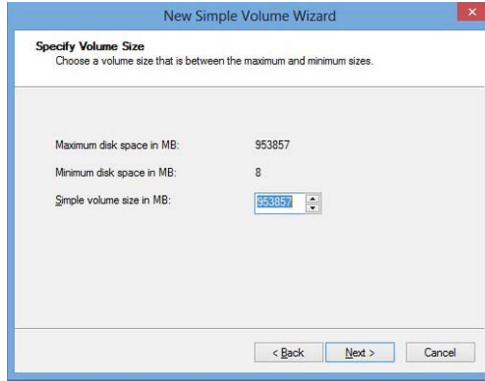 New Simple Volume Wizard
Specify Volume Size
Choose a volume size that is between the maximum and minimum sizes.
Maximum disk space in MB: 953857
Minimum disk space in MB: 8
Simple volume size in MB: 953857
< Back Next > Cancel